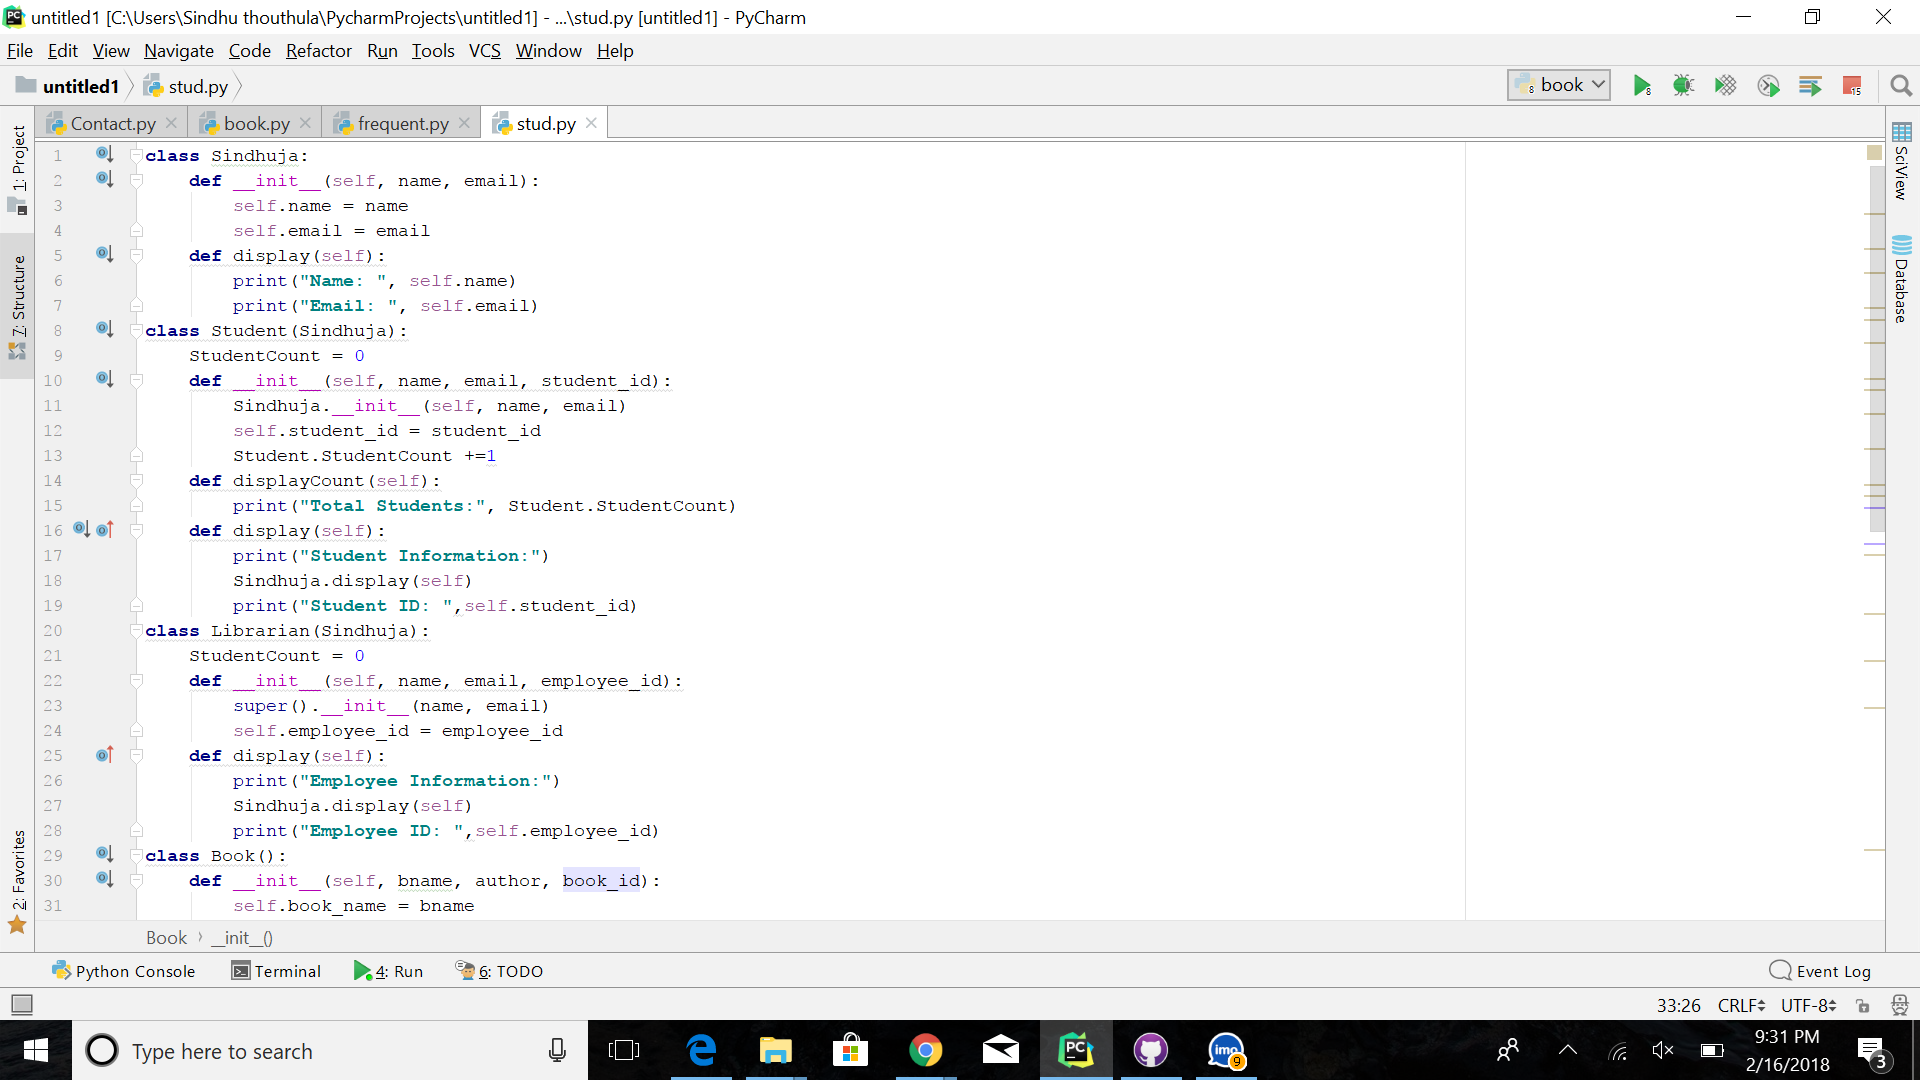 untitled1 [C:\Users\Sindhu thouthula\PycharmProjects\untitled1] - ...\stud.py [untitled1] - PyCharm
File Edit View Navigate Code Refactor Run Tools VCS Window Help
untitled1 stud.py book
Contact.py book.py frequent.py stud.py
1: Project
7: Structure
2: Favorites
1 class Sindhuja:
2 def __init__(self, name, email):
3 self.name = name
4 self.email = email
5 def display(self):
6 print("Name: ", self.name)
7 print("Email: ", self.email)
8 class Student(Sindhuja):
9 StudentCount = 0
10 def __init__(self, name, email, student_id):
11 Sindhuja.__init__(self, name, email)
12 self.student_id = student_id
13 Student.StudentCount +=1
14 def displayCount(self):
15 print("Total Students:", Student.StudentCount)
16 def display(self):
17 print("Student Information:")
18 Sindhuja.display(self)
19 print("Student ID: ",self.student_id)
20 class Librarian(Sindhuja):
21 StudentCount = 0
22 def __init__(self, name, email, employee_id):
23 super().__init__(name, email)
24 self.employee_id = employee_id
25 def display(self):
26 print("Employee Information:")
27 Sindhuja.display(self)
28 print("Employee ID: ",self.employee_id)
29 class Book():
30 def __init__(self, bname, author, book_id):
31 self.book_name = bname
SciView
Database
Book › __init__()
Python Console Terminal 4: Run 6: TODO Event Log
33:26 CRLF UTF-8
Type here to search
PC
imo
9
9:31 PM
2/16/2018
3